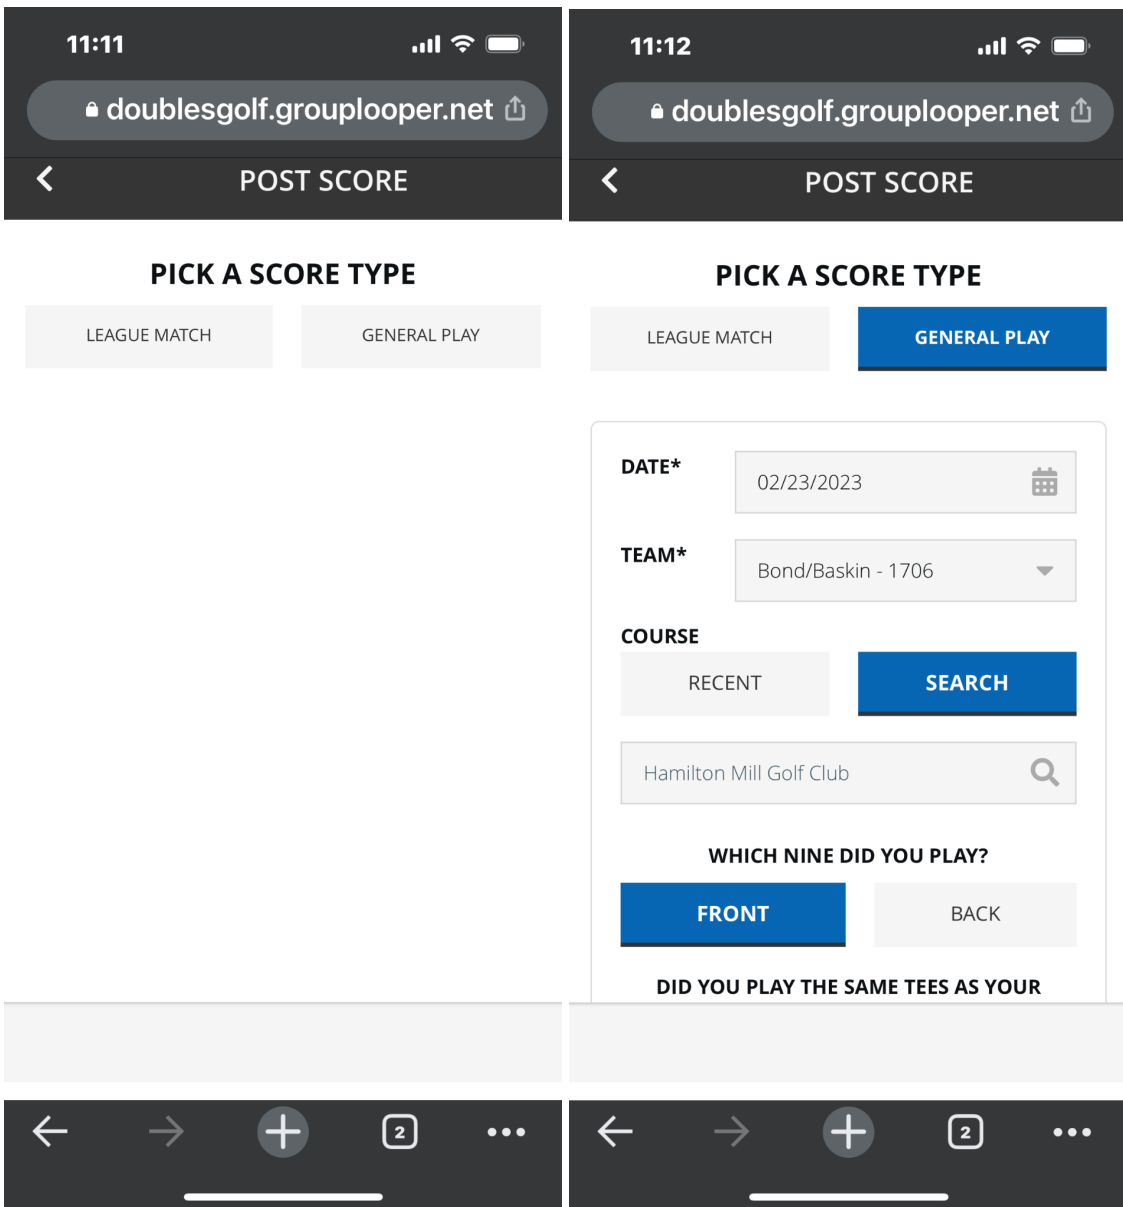 11:11
doublesgolf.grouplooper.net
POST SCORE
PICK A SCORE TYPE
LEAGUE MATCH GENERAL PLAY
2
11:12
doublesgolf.grouplooper.net
POST SCORE
PICK A SCORE TYPE
LEAGUE MATCH GENERAL PLAY
DATE* 02/23/2023
TEAM* Bond/Baskin - 1706
COURSE
RECENT SEARCH
Hamilton Mill Golf Club
WHICH NINE DID YOU PLAY?
FRONT BACK
DID YOU PLAY THE SAME TEES AS YOUR
2